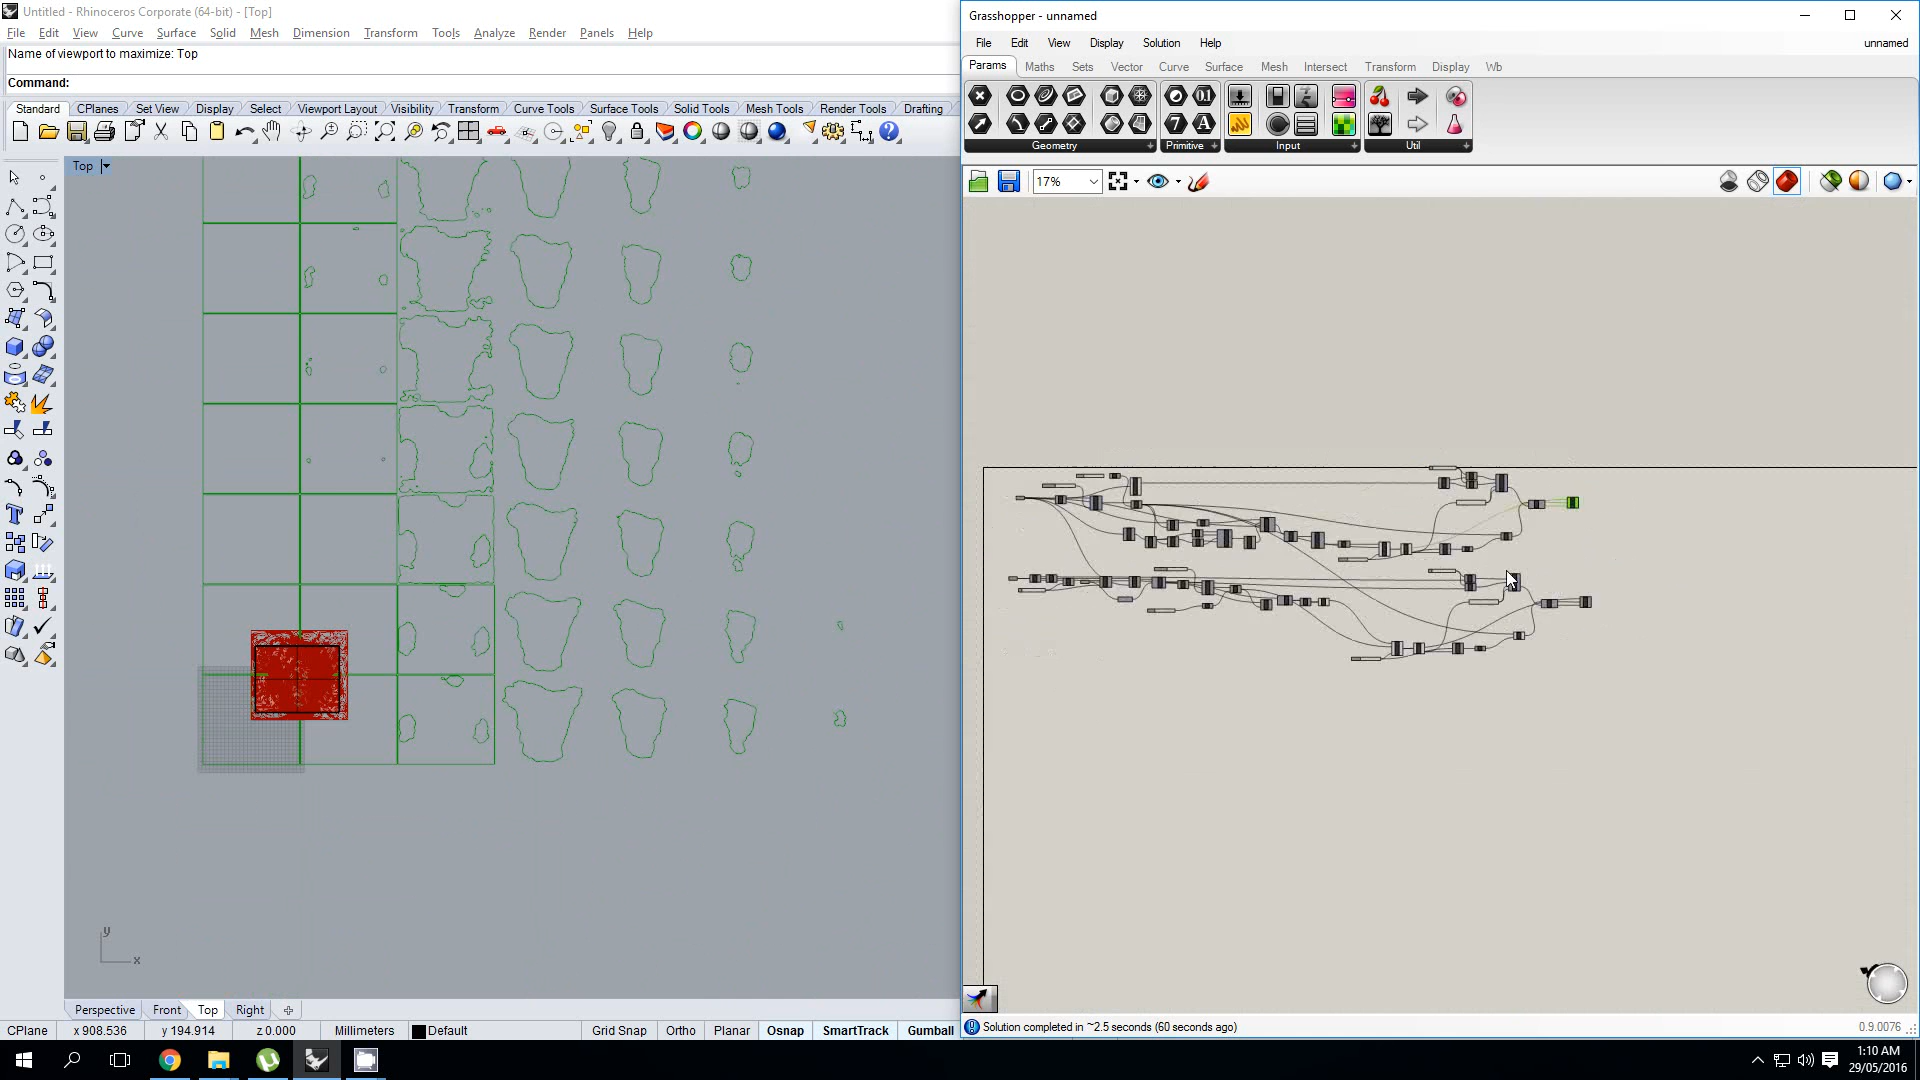 Untitled - Rhinoceros Corporate (64-bit) - [Top]
File Edit View Curve Surface Solid Mesh Dimension Transform Tools Analyze Render Panels Help
Name of viewport to maximize: Top
Command:
Standard CPlanes Set View Display Select Viewport Layout Visibility Transform Curve Tools Surface Tools Solid Tools Mesh Tools Render Tools Drafting
Top
y
x
Perspective Front Top Right
CPlane x 908.536 y 194.914 z 0.000 Millimeters Default Grid Snap Ortho Planar Osnap SmartTrack Gumball
Grasshopper - unnamed
File Edit View Display Solution Help unnamed
Params Maths Sets Vector Curve Surface Mesh Intersect Transform Display Wb
Geometry Primitive Input Util
17%
Solution completed in ~2.5 seconds (60 seconds ago) 0.9.0076
1:10 AM
29/05/2016